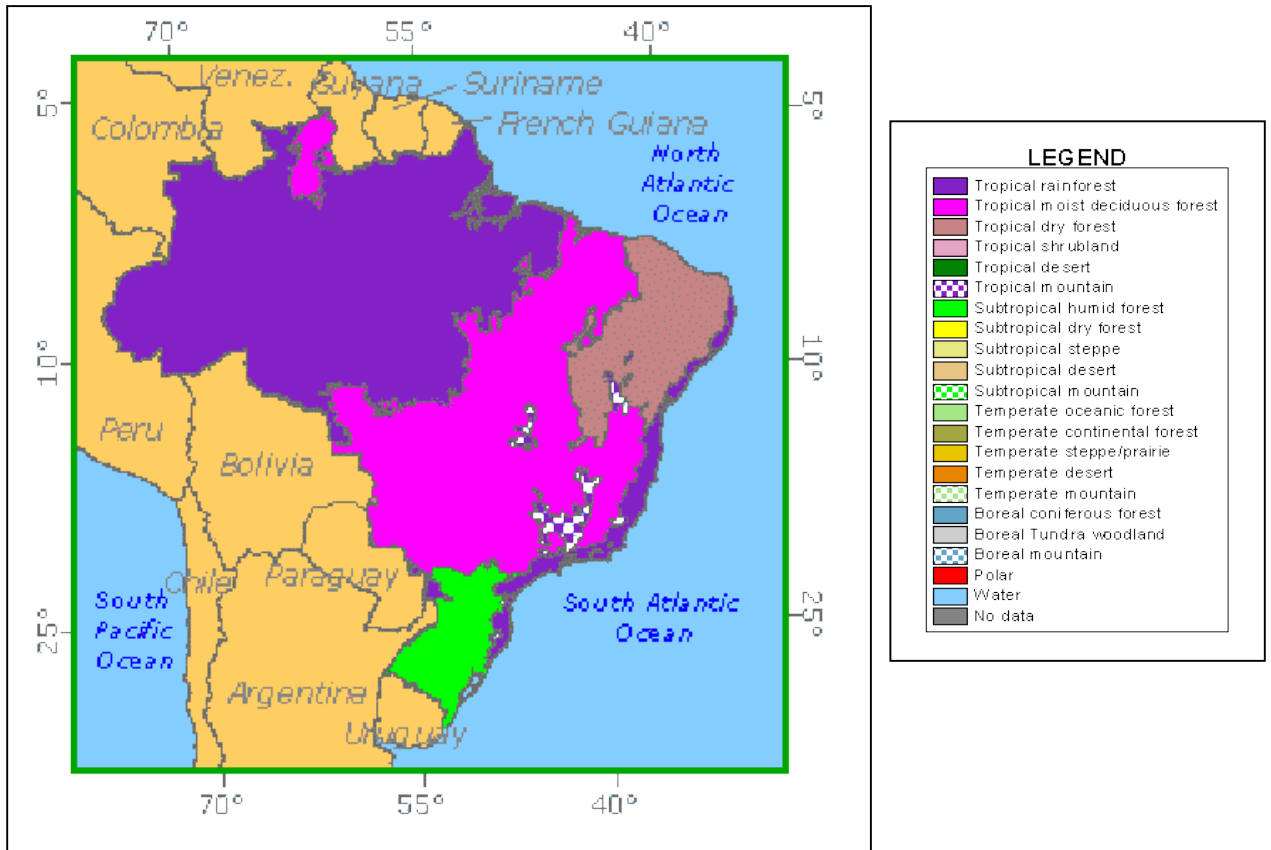 70°
55°
40°
Venez.
Guyana
Suriname
5°
5°
Colombia
French Guiana
North
Atlantic
Ocean
10°
10°
Peru
Bolivia
Chile
Paraguay
South
Pacific
Ocean
South Atlantic
Ocean
25°
25°
Argentina
Uruguay
70°
55°
40°
LEGEND
Tropical rainforest
Tropical moist deciduous forest
Tropical dry forest
Tropical shrubland
Tropical desert
Tropical mountain
Subtropical humid forest
Subtropical dry forest
Subtropical steppe
Subtropical desert
Subtropical mountain
Temperate oceanic forest
Temperate continental forest
Temperate steppe/prairie
Temperate desert
Temperate mountain
Boreal coniferous forest
Boreal Tundra woodland
Boreal mountain
Polar
Water
No data